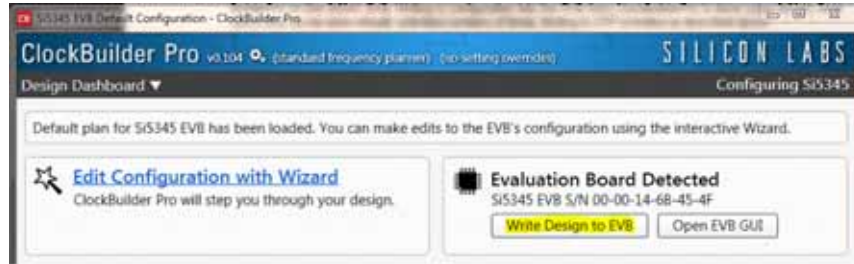 Si5345 EVB Default Configuration - ClockBuilder Pro
ClockBuilder Pro v0.104 (standard frequency planner) (no setting overrides) SILICON LABS
Design Dashboard ▼ Configuring Si5345
Default plan for Si5345 EVB has been loaded. You can make edits to the EVB's configuration using the interactive Wizard.
Edit Configuration with Wizard
ClockBuilder Pro will step you through your design.
Evaluation Board Detected
Si5345 EVB S/N 00-00-14-6B-45-4F
Write Design to EVB Open EVB GUI